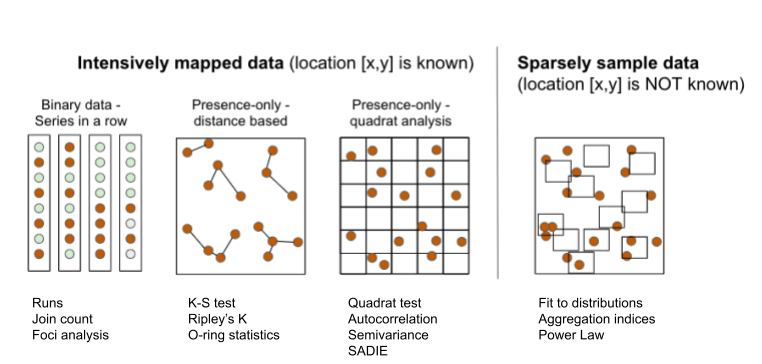 Intensively mapped data (location [x,y] is known)
Sparsely sample data
(location [x,y] is NOT known)
Binary data -
Series in a row
Presence-only -
distance based
Presence-only -
quadrat analysis
Runs
Join count
Foci analysis
K-S test
Ripley's K
O-ring statistics
Quadrat test
Autocorrelation
Semivariance
SADIE
Fit to distributions
Aggregation indices
Power Law